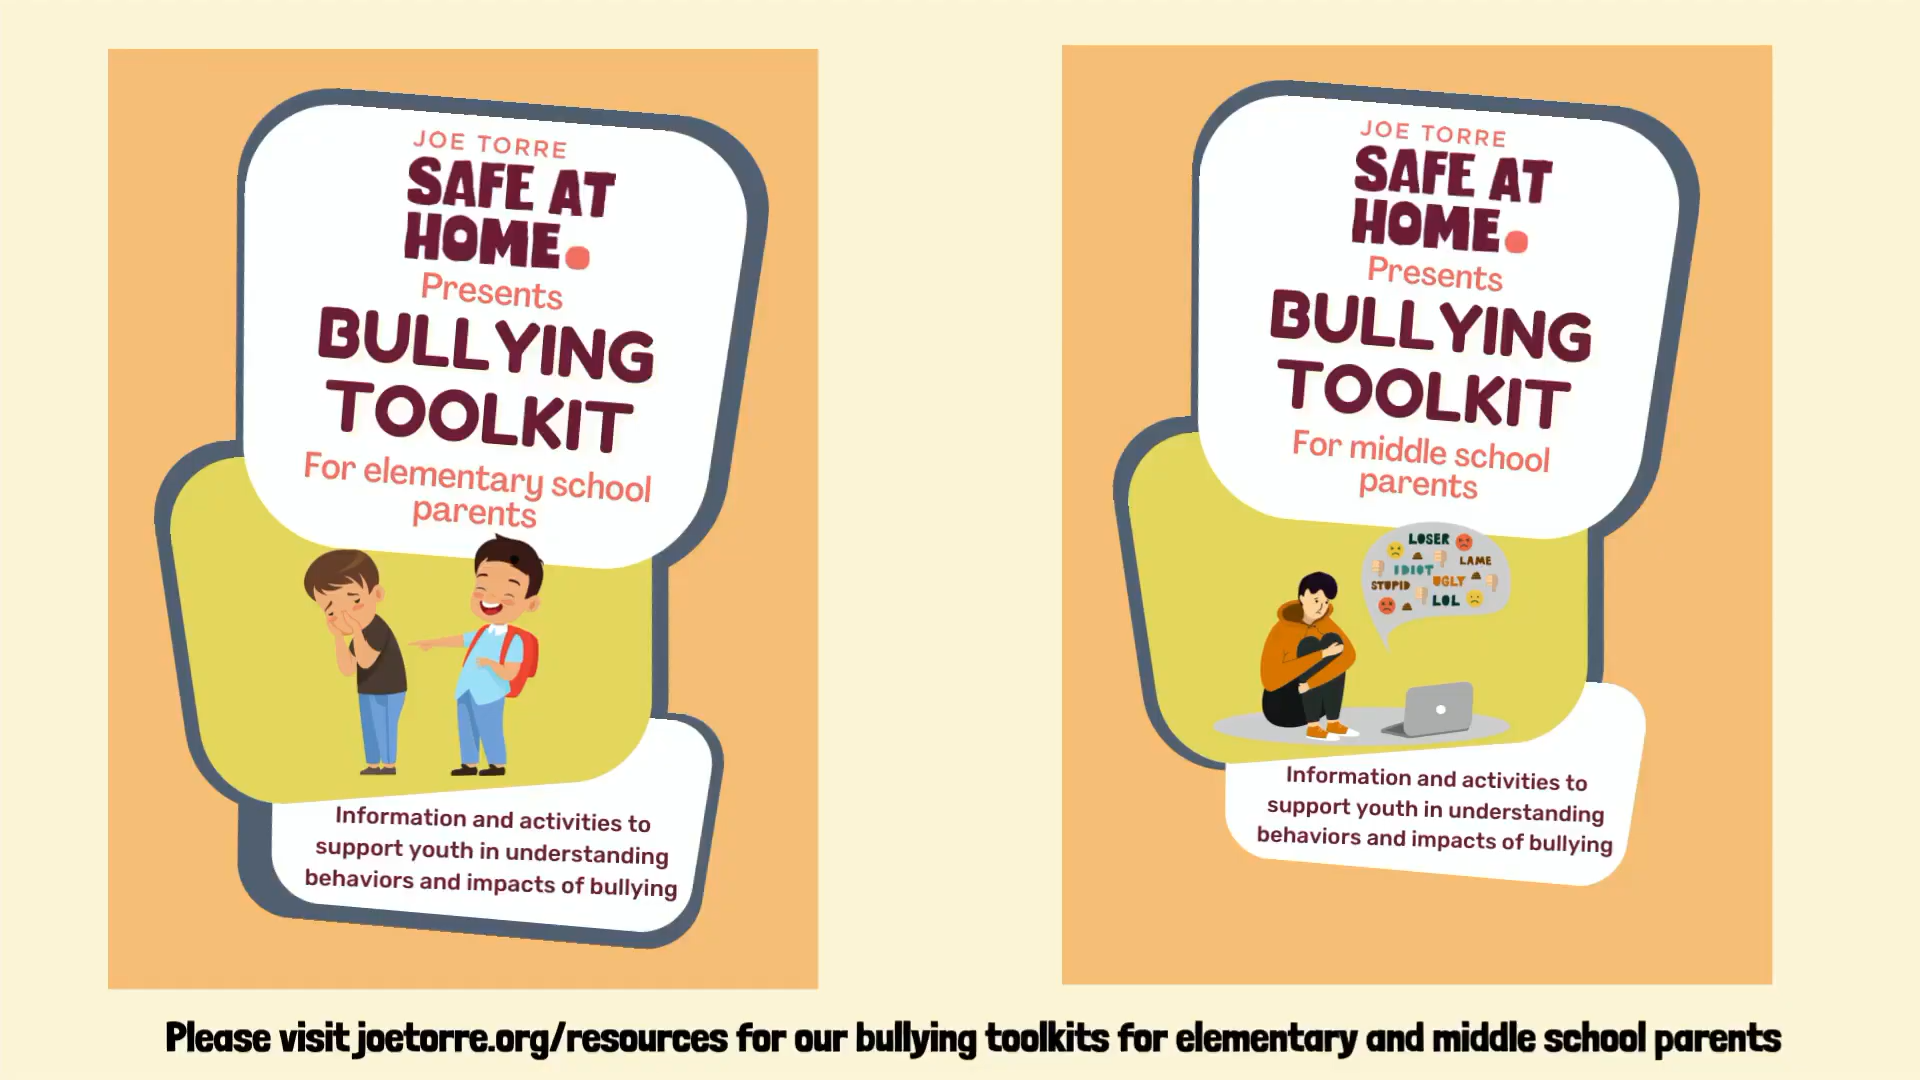 JOE TORRE
SAFE AT
HOME.
Presents
BULLYING
TOOLKIT
For elementary school
parents
Information and activities to
support youth in understanding
behaviors and impacts of bullying
JOE TORRE
SAFE AT
HOME.
Presents
BULLYING
TOOLKIT
For middle school
parents
LOSER
LAME
IDIOT
STUPID UGLY
LOL
Information and activities to
support youth in understanding
behaviors and impacts of bullying
Please visit joetorre.org/resources for our bullying toolkits for elementary and middle school parents